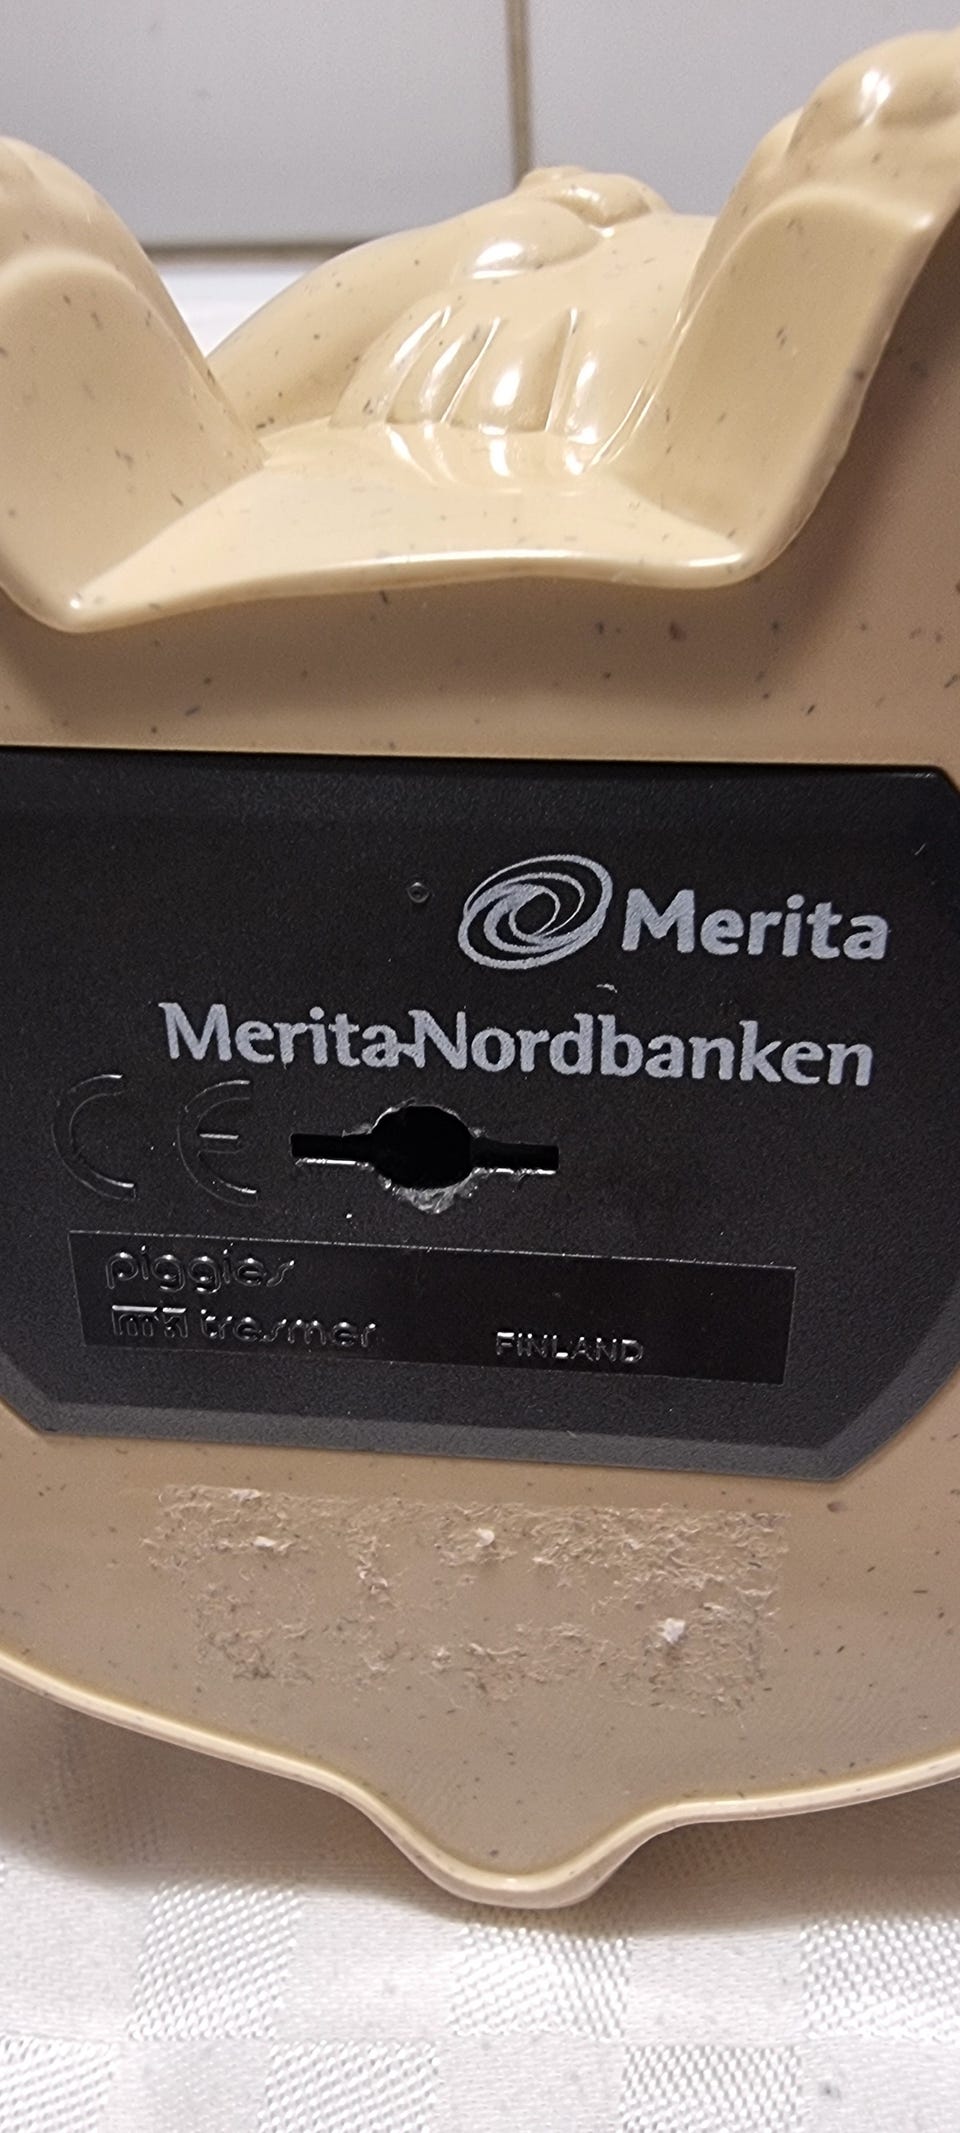 Merita
Merita-Nordbanken
CE
piggies
tresmer FINLAND